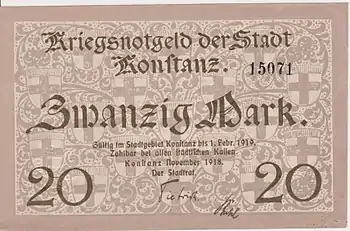 Kriegsnotgeld der Stadt
Konstanz.
15071
Zwanzig Mark.
Gültig im Stadtgebiet Konstanz bis 1. Febr. 1919.
Zahlbar bei allen städtischen Kassen.
Konstanz November 1918.
Der Stadtrat.
20 20